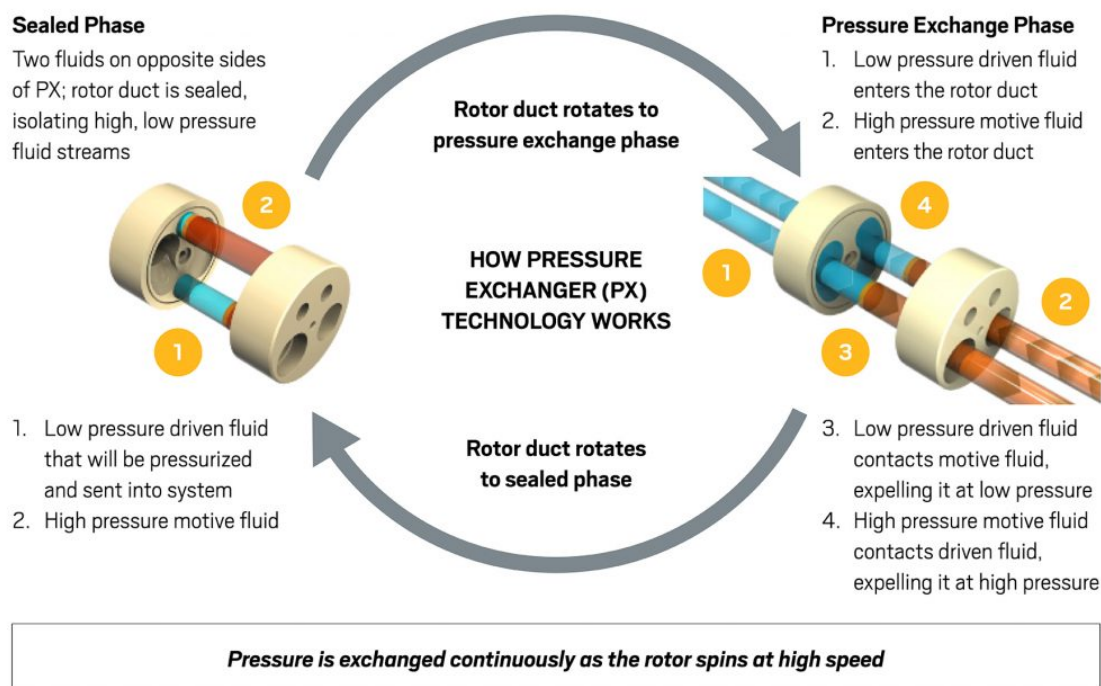 Sealed Phase
Two fluids on opposite sides
of PX; rotor duct is sealed,
isolating high, low pressure
fluid streams
2
1
1. Low pressure driven fluid
that will be pressurized
and sent into system
2. High pressure motive fluid
Rotor duct rotates to
pressure exchange phase
HOW PRESSURE
EXCHANGER (PX)
TECHNOLOGY WORKS
Rotor duct rotates
to sealed phase
Pressure Exchange Phase
1. Low pressure driven fluid
enters the rotor duct
2. High pressure motive fluid
enters the rotor duct
4
1
2
3
3. Low pressure driven fluid
contacts motive fluid,
expelling it at low pressure
4. High pressure motive fluid
contacts driven fluid,
expelling it at high pressure
Pressure is exchanged continuously as the rotor spins at high speed